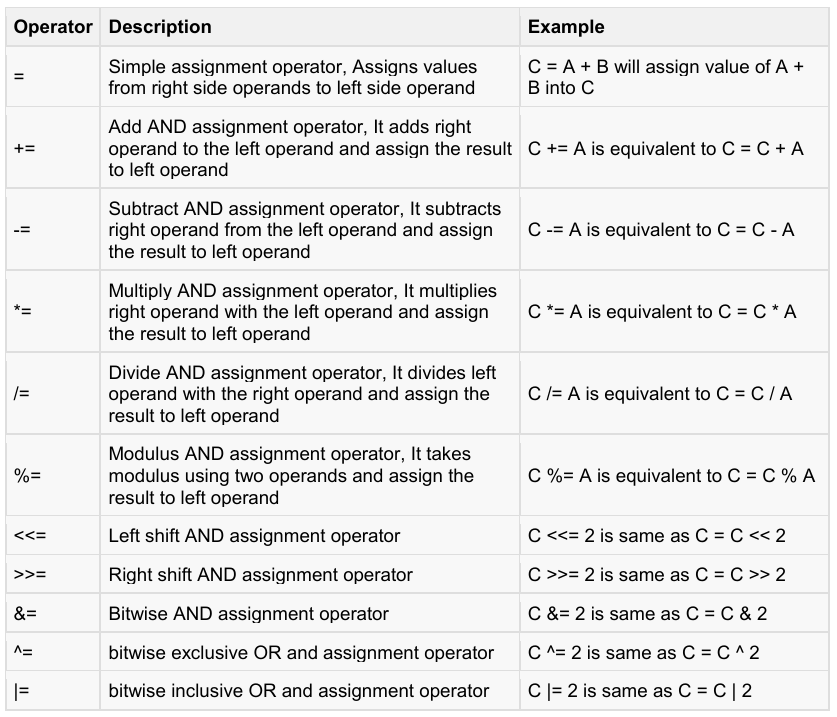 Operator Description Example
= Simple assignment operator, Assigns values from right side operands to left side operand C = A + B will assign value of A + B into C
+= Add AND assignment operator, It adds right operand to the left operand and assign the result to left operand C += A is equivalent to C = C + A
-= Subtract AND assignment operator, It subtracts right operand from the left operand and assign the result to left operand C -= A is equivalent to C = C - A
*= Multiply AND assignment operator, It multiplies right operand with the left operand and assign the result to left operand C *= A is equivalent to C = C * A
/= Divide AND assignment operator, It divides left operand with the right operand and assign the result to left operand C /= A is equivalent to C = C / A
%= Modulus AND assignment operator, It takes modulus using two operands and assign the result to left operand C %= A is equivalent to C = C % A
<<= Left shift AND assignment operator C <<= 2 is same as C = C << 2
>>= Right shift AND assignment operator C >>= 2 is same as C = C >> 2
&= Bitwise AND assignment operator C &= 2 is same as C = C & 2
^= bitwise exclusive OR and assignment operator C ^= 2 is same as C = C ^ 2
|= bitwise inclusive OR and assignment operator C |= 2 is same as C = C | 2